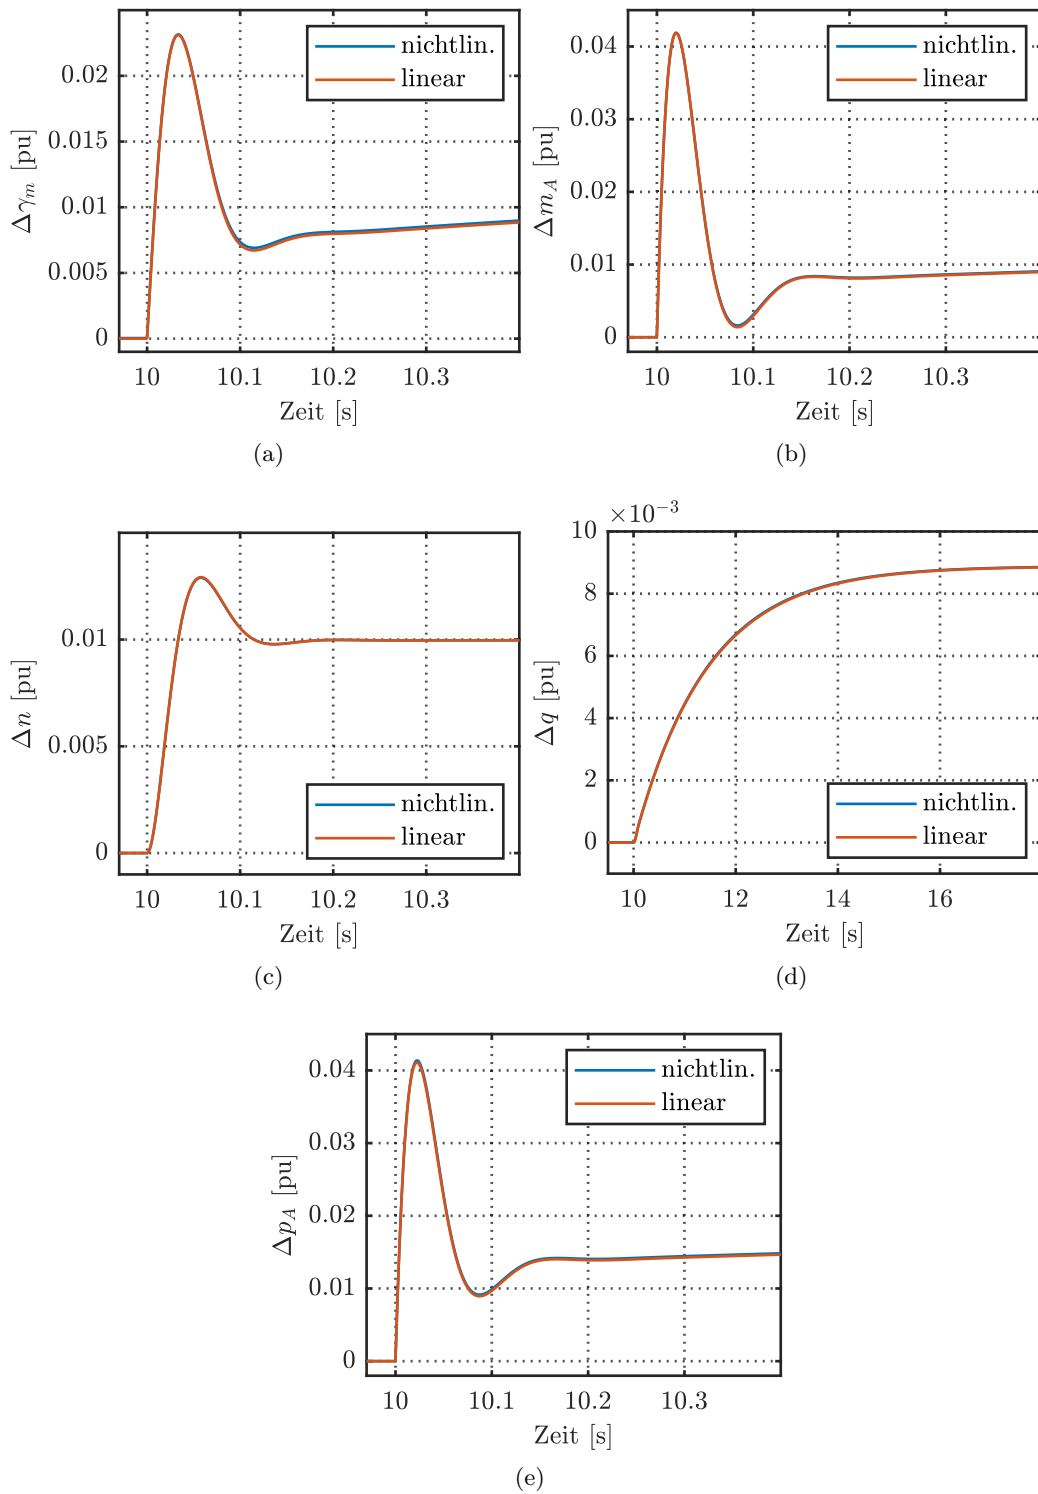 nichtlin.
linear
0.02
0.015
0.01
0.005
0
Δγm [pu]
10 10.1 10.2 10.3
Zeit [s]
(a)
nichtlin.
linear
0.04
0.03
0.02
0.01
0
ΔmA [pu]
10 10.1 10.2 10.3
Zeit [s]
(b)
0.01
0.005
0
Δn [pu]
nichtlin.
linear
10 10.1 10.2 10.3
Zeit [s]
(c)
×10⁻³
10
8
6
4
2
0
Δq [pu]
nichtlin.
linear
10 12 14 16
Zeit [s]
(d)
nichtlin.
linear
0.04
0.03
0.02
0.01
0
ΔpA [pu]
10 10.1 10.2 10.3
Zeit [s]
(e)